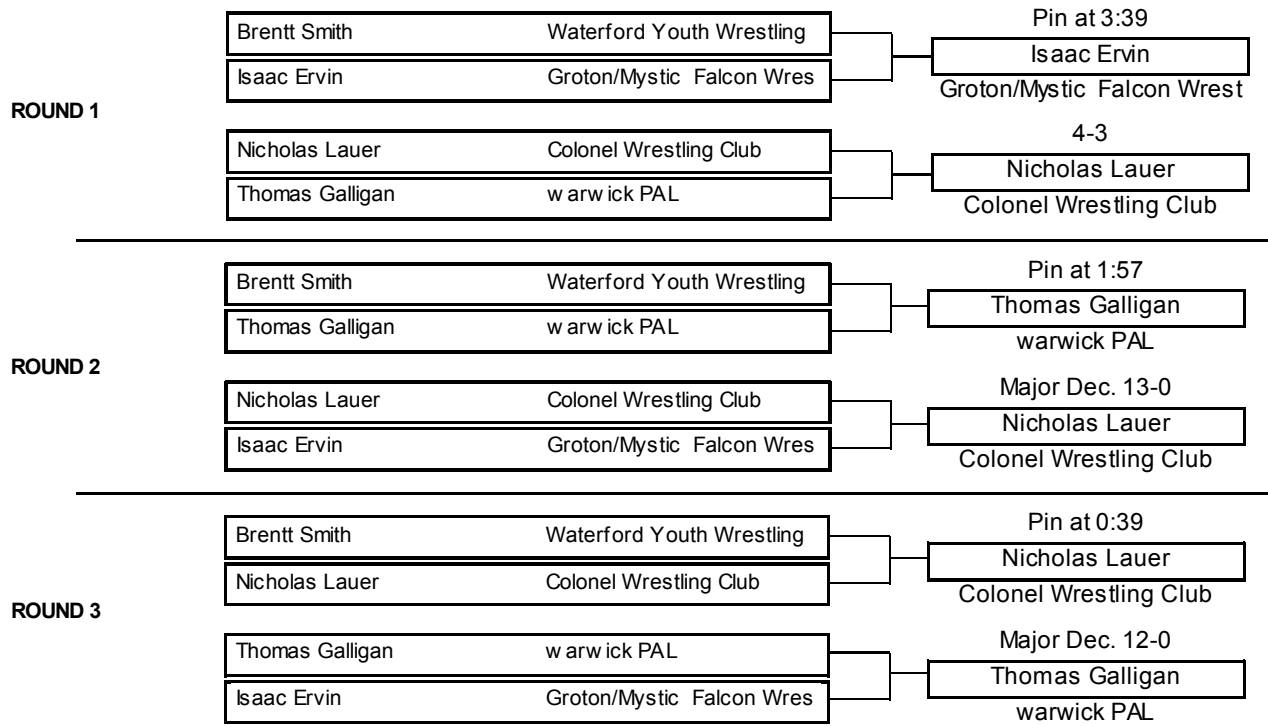 Pin at 3:39
Brentt Smith Waterford Youth Wrestling
Isaac Ervin
Isaac Ervin Groton/Mystic Falcon Wres
Groton/Mystic Falcon Wrest
ROUND 1
4-3
Nicholas Lauer Colonel Wrestling Club
Nicholas Lauer
Thomas Galligan warwick PAL
Colonel Wrestling Club
Pin at 1:57
Brentt Smith Waterford Youth Wrestling
Thomas Galligan
Thomas Galligan warwick PAL
warwick PAL
ROUND 2
Major Dec. 13-0
Nicholas Lauer Colonel Wrestling Club
Nicholas Lauer
Isaac Ervin Groton/Mystic Falcon Wres
Colonel Wrestling Club
Pin at 0:39
Brentt Smith Waterford Youth Wrestling
Nicholas Lauer
Nicholas Lauer Colonel Wrestling Club
Colonel Wrestling Club
ROUND 3
Major Dec. 12-0
Thomas Galligan warwick PAL
Thomas Galligan
Isaac Ervin Groton/Mystic Falcon Wres
warwick PAL